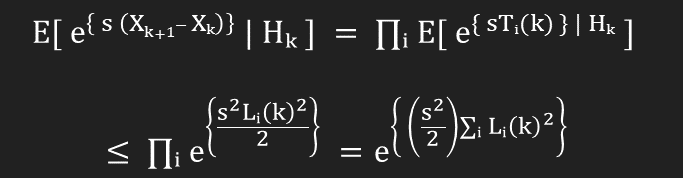 E[ e^{ s (X_{k+1} − X_k)} | H_k ] = ∏_i E[ e^{ sT_i(k) } | H_k ]
≤ ∏_i e^{s²L_i(k)²/2} = e^{(s²/2)∑_i L_i(k)²}